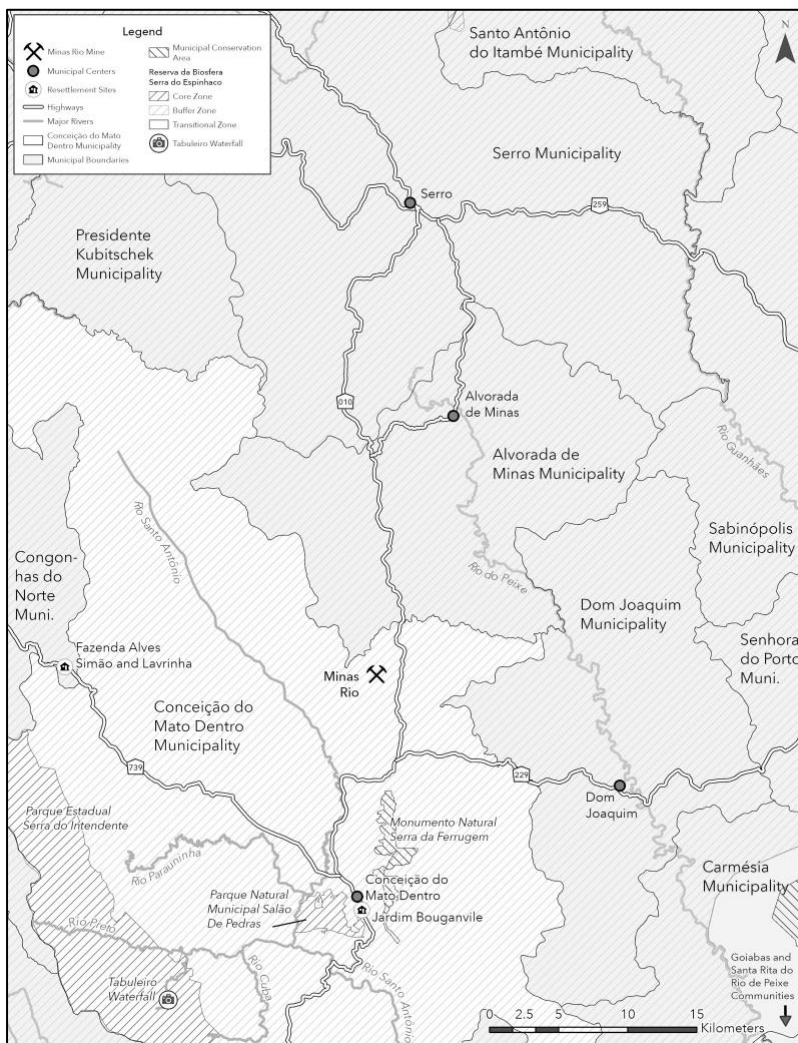 Legend
Minas Rio Mine
Municipal Centers
Resettlement Sites
Highways
Major Rivers
Conceição do Mato
Dentro Municipality
Municipal Boundaries
Municipal Conservation
Area
Reserva da Biosfera
Serra do Espinhaco
Core Zone
Buffer Zone
Transitional Zone
Tabuleiro Waterfall
N
Santo Antônio
do Itambé Municipality
Serro Municipality
Serro
259
Presidente
Kubitschek
Municipality
010
Alvorada
de Minas
Alvorada de
Minas Municipality
Rio Guanhães
Rio Santo Antônio
Rio do Peixe
Sabinópolis
Municipality
Congon-
has do
Norte
Muni.
Dom Joaquim
Municipality
Senhora
do Porto
Muni.
Fazenda Alves
Simão and Lavrinha
Minas
Rio
Conceição do
Mato Dentro
Municipality
739
229
Dom
Joaquim
Parque Estadual
Serra do Intendente
Monumento Natural
Serra da Ferrugem
Rio Parauninha
Conceição do
Mato Dentro
Parque Natural
Municipal Salão
De Pedras
Jardim Bouganvile
Carmésia
Municipality
Rio Preto
Rio Cuba
Rio Santo Antônio
Tabuleiro
Waterfall
Goiabas and
Santa Rita do
Rio de Peixe
Communities
0 2.5 5 10 15
Kilometers